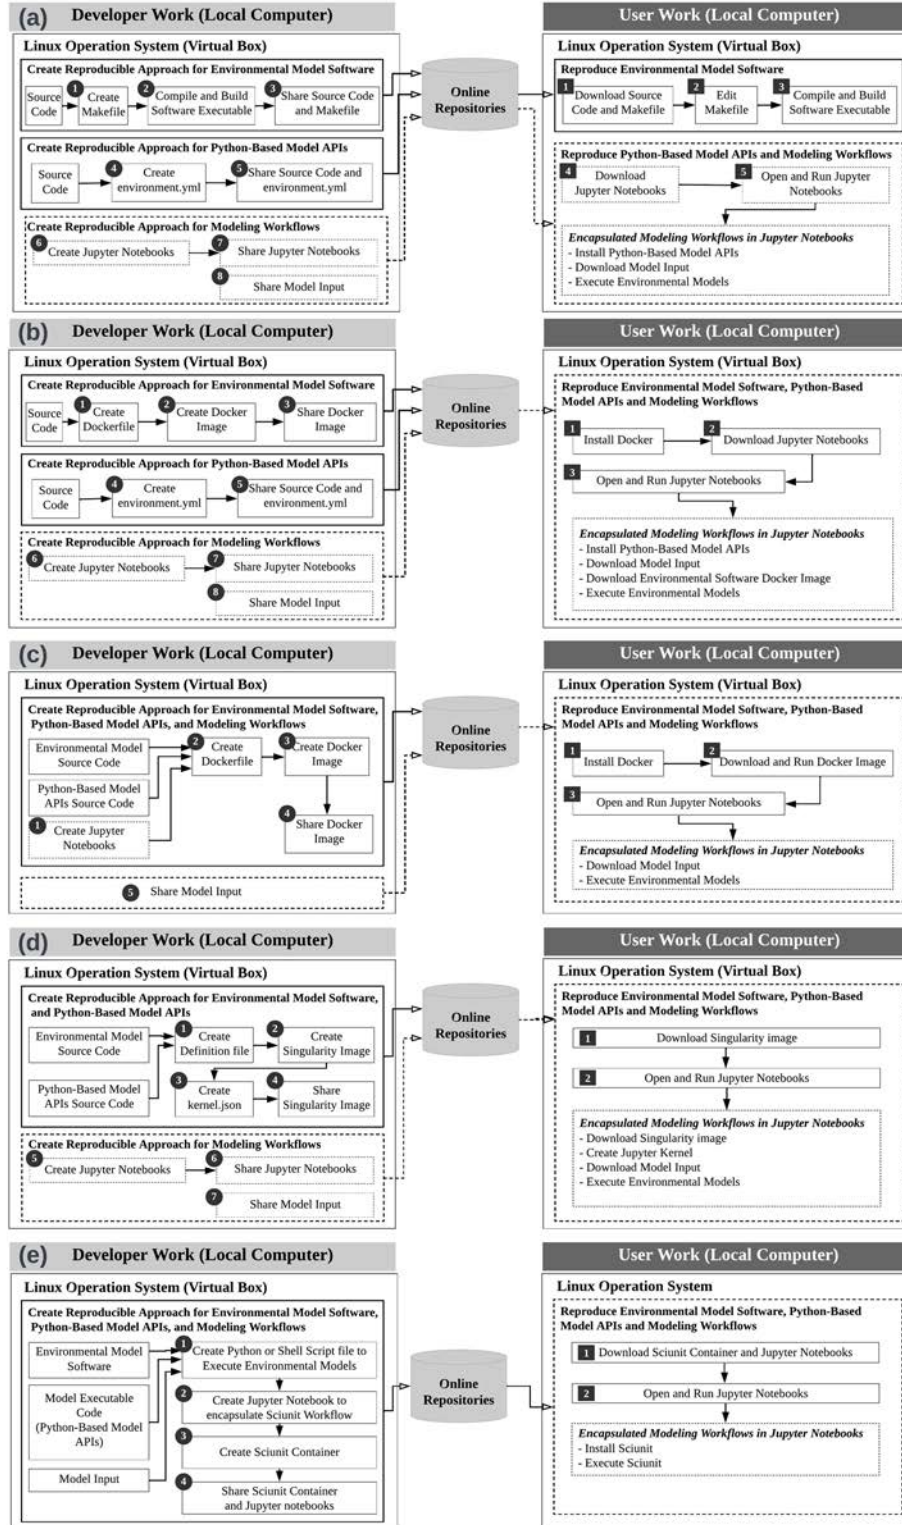 (a)
Developer Work (Local Computer)
User Work (Local Computer)
Linux Operation System (Virtual Box)
Create Reproducible Approach for Environmental Model Software
Source
Code
1
Create
Makefile
2
Compile and Build
Software Executable
3
Share Source Code
and Makefile
Create Reproducible Approach for Python-Based Model APIs
Source
Code
4
Create
environment.yml
5
Share Source Code and
environment.yml
Create Reproducible Approach for Modeling Workflows
6
Create Jupyter Notebooks
7
Share Jupyter Notebooks
8
Share Model Input
Online
Repositories
Linux Operation System (Virtual Box)
Reproduce Environmental Model Software
1
Download Source
Code and Makefile
2
Edit
Makefile
3
Compile and Build
Software Executable
Reproduce Python-Based Model APIs and Modeling Workflows
4
Download
Jupyter Notebooks
5
Open and Run Jupyter
Notebooks
Encapsulated Modeling Workflows in Jupyter Notebooks
- Install Python-Based Model APIs
- Download Model Input
- Execute Environmental Models
(b)
Developer Work (Local Computer)
User Work (Local Computer)
Linux Operation System (Virtual Box)
Create Reproducible Approach for Environmental Model Software
Source
Code
1
Create
Dockerfile
2
Create Docker
Image
3
Share Docker
Image
Create Reproducible Approach for Python-Based Model APIs
Source
Code
4
Create
environment.yml
5
Share Source Code and
environment.yml
Create Reproducible Approach for Modeling Workflows
6
Create Jupyter Notebooks
7
Share Jupyter Notebooks
8
Share Model Input
Online
Repositories
Linux Operation System (Virtual Box)
Reproduce Environmental Model Software, Python-Based
Model APIs and Modeling Workflows
1
Install Docker
2
Download Jupyter Notebooks
3
Open and Run Jupyter Notebooks
Encapsulated Modeling Workflows in Jupyter Notebooks
- Install Python-Based Model APIs
- Download Model Input
- Download Environmental Software Docker Image
- Execute Environmental Models
(c)
Developer Work (Local Computer)
User Work (Local Computer)
Linux Operation System (Virtual Box)
Create Reproducible Approach for Environmental Model Software,
Python-Based Model APIs, and Modeling Workflows
Environmental Model
Source Code
Python-Based Model
APIs Source Code
1
Create Jupyter
Notebooks
2
Create
Dockerfile
3
Create Docker
Image
4
Share Docker
Image
5
Share Model Input
Online
Repositories
Linux Operation System (Virtual Box)
Reproduce Environmental Model Software, Python-Based
Model APIs and Modeling Workflows
1
Install Docker
2
Download and Run Docker Image
3
Open and Run Jupyter Notebooks
Encapsulated Modeling Workflows in Jupyter Notebooks
- Download Model Input
- Execute Environmental Models
(d)
Developer Work (Local Computer)
User Work (Local Computer)
Linux Operation System (Virtual Box)
Create Reproducible Approach for Environmental Model Software,
and Python-Based Model APIs
Environmental Model
Source Code
Python-Based Model
APIs Source Code
1
Create
Definition file
2
Create
Singularity Image
3
Create
kernel.json
4
Share
Singularity Image
Create Reproducible Approach for Modeling Workflows
5
Create Jupyter Notebooks
6
Share Jupyter Notebooks
7
Share Model Input
Online
Repositories
Linux Operation System (Virtual Box)
Reproduce Environmental Model Software, Python-Based
Model APIs and Modeling Workflows
1
Download Singularity image
2
Open and Run Jupyter Notebooks
Encapsulated Modeling Workflows in Jupyter Notebooks
- Download Singularity image
- Create Jupyter Kernel
- Download Model Input
- Execute Environmental Models
(e)
Developer Work (Local Computer)
User Work (Local Computer)
Linux Operation System (Virtual Box)
Create Reproducible Approach for Environmental Model Software,
Python-Based Model APIs, and Modeling Workflows
Environmental Model
Software
Model Executable
Code
(Python-Based Model
APIs)
Model Input
1
Create Python or Shell Script file to
Execute Environmental Models
2
Create Jupyter Notebook to
encapsulate Sciunit Workflow
3
Create Sciunit Container
4
Share Sciunit Container
and Jupyter notebooks
Online
Repositories
Linux Operation System
Reproduce Environmental Model Software, Python-Based
Model APIs and Modeling Workflows
1
Download Sciunit Container and Jupyter Notebooks
2
Open and Run Jupyter Notebooks
Encapsulated Modeling Workflows in Jupyter Notebooks
- Install Sciunit
- Execute Sciunit